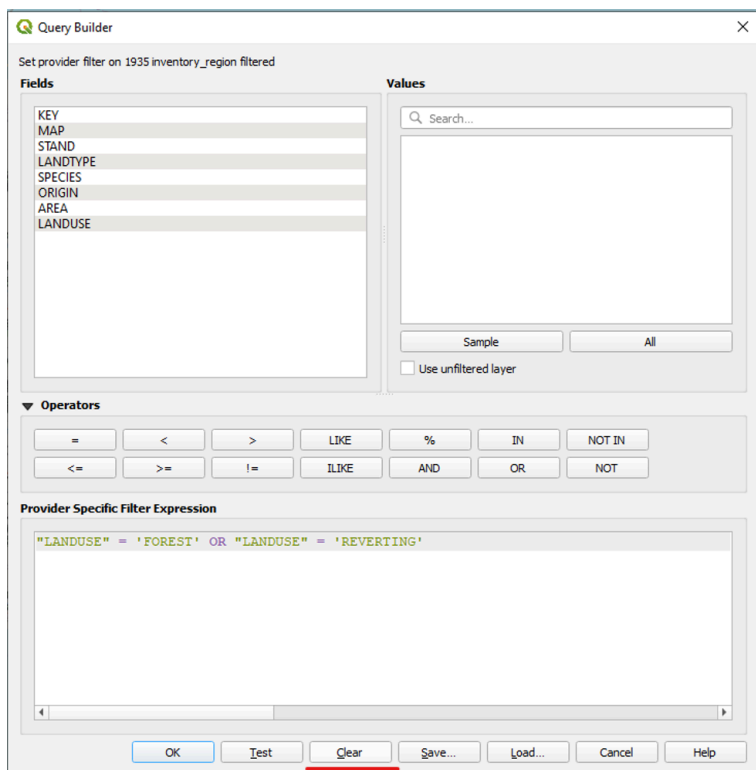 Query Builder
Set provider filter on 1935 inventory_region filtered
Fields
KEY
MAP
STAND
LANDTYPE
SPECIES
ORIGIN
AREA
LANDUSE
Values
Search...
Sample All
Use unfiltered layer
Operators
= < > LIKE % IN NOT IN
<= >= != ILIKE AND OR NOT
Provider Specific Filter Expression
"LANDUSE" = 'FOREST' OR "LANDUSE" = 'REVERTING'
OK Test Clear Save... Load... Cancel Help